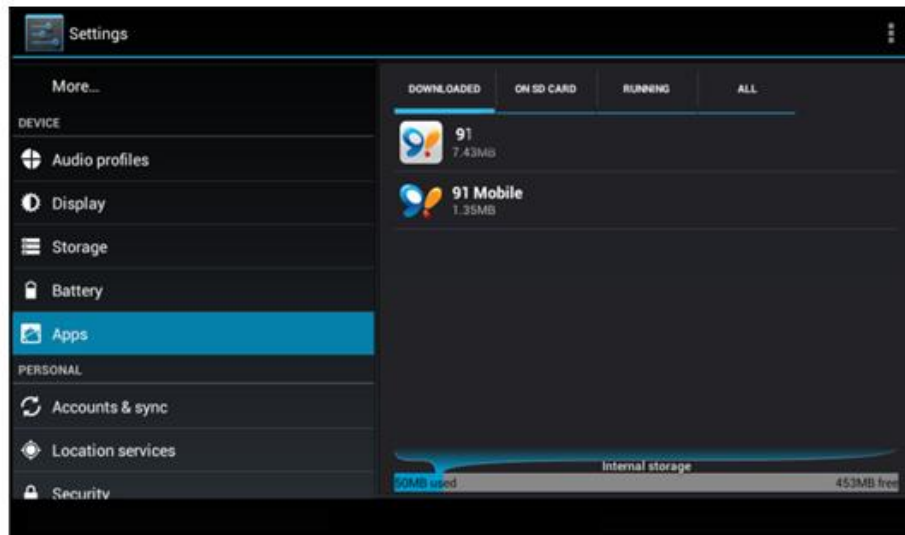 Settings
More...
DEVICE
Audio profiles
Display
Storage
Battery
Apps
PERSONAL
Accounts & sync
Location services
Security
DOWNLOADED
ON SD CARD
RUNNING
ALL
91
7.43MB
91 Mobile
1.35MB
Internal storage
50MB used
453MB free